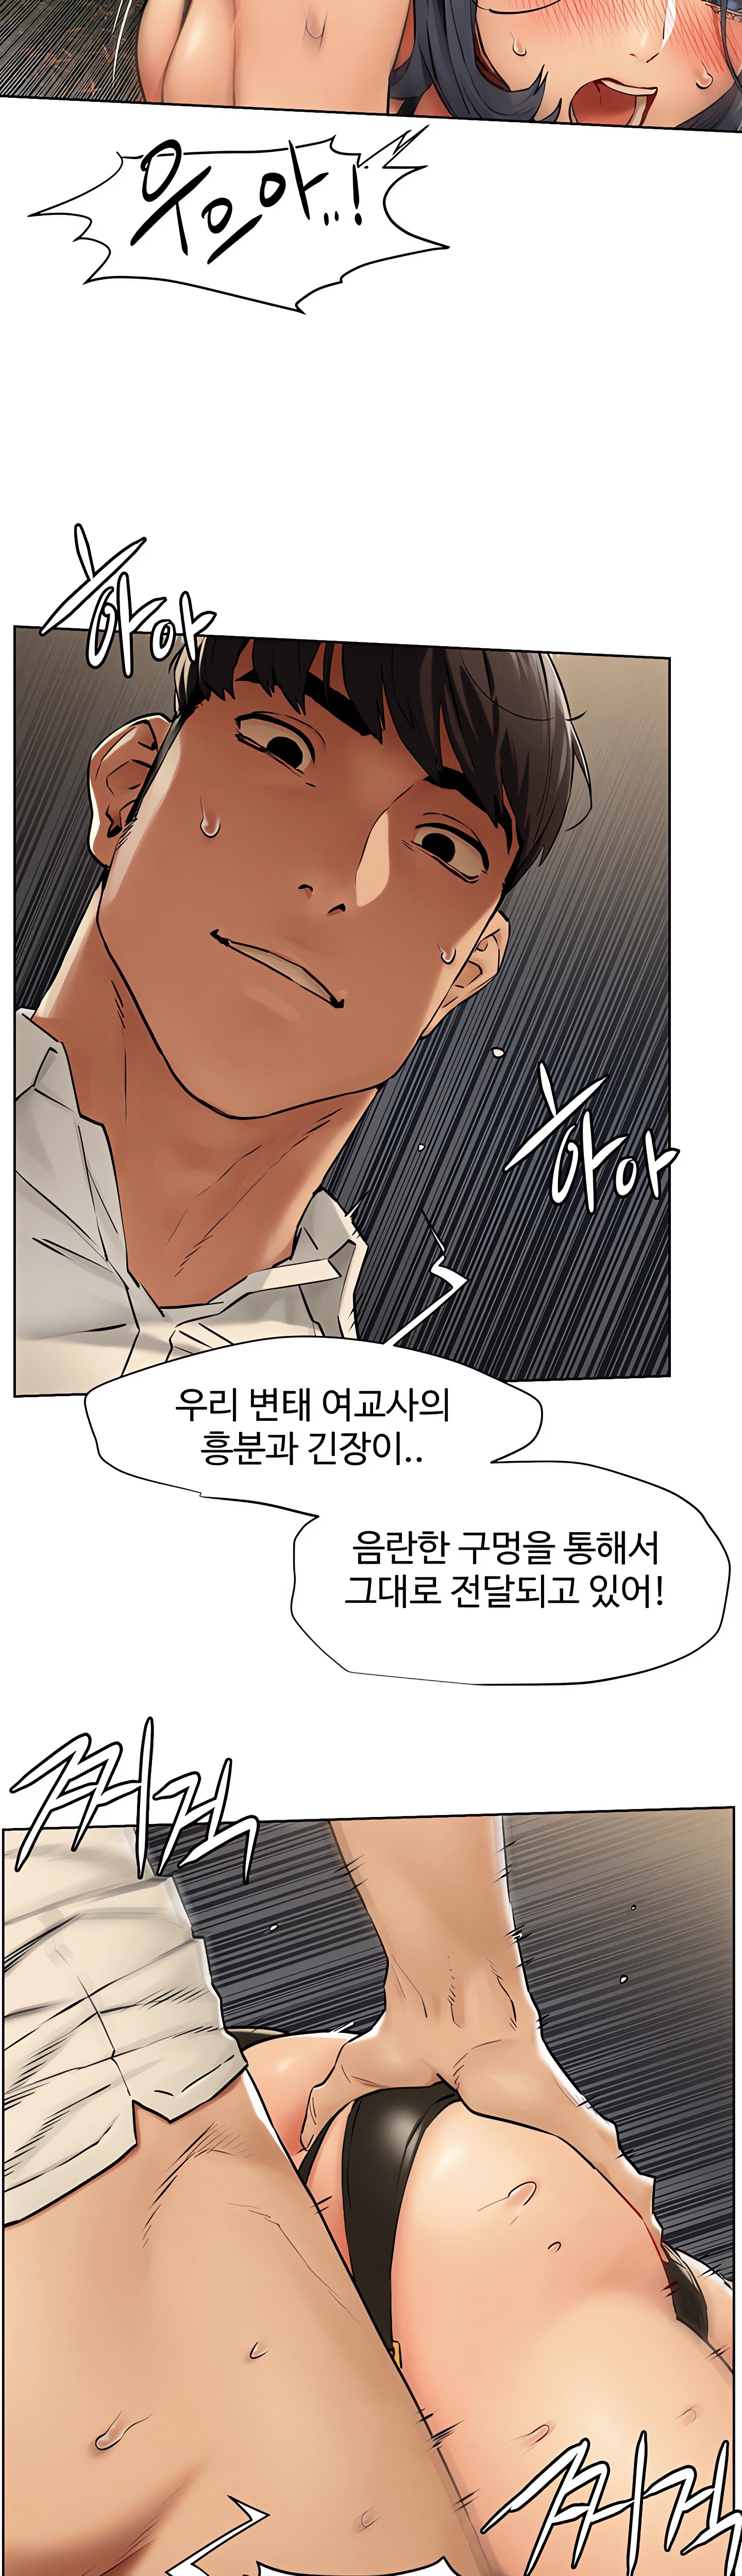 우으아..!
하아
하아
우리 변태 여교사의
흥분과 긴장이..
음란한 구멍을 통해서
그대로 전달되고 있어!
쩌걱
쩌걱